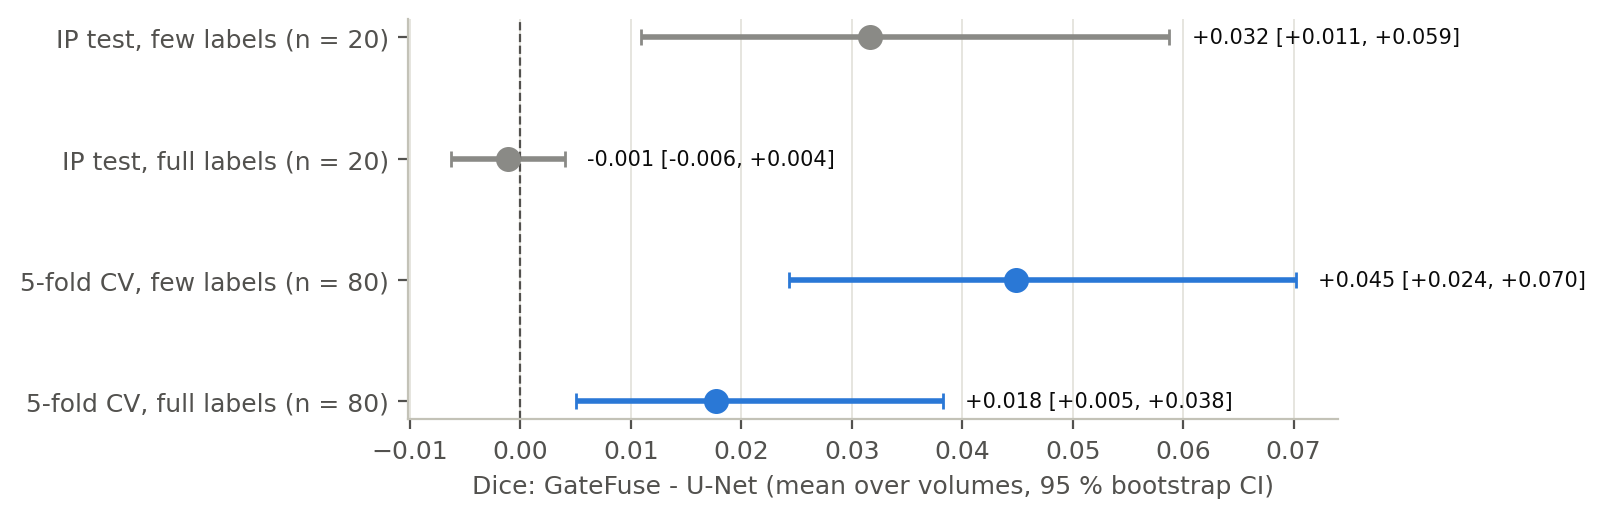 IP test, few labels (n = 20)
+0.032 [+0.011, +0.059]
IP test, full labels (n = 20)
-0.001 [-0.006, +0.004]
5-fold CV, few labels (n = 80)
+0.045 [+0.024, +0.070]
5-fold CV, full labels (n = 80)
+0.018 [+0.005, +0.038]
−0.01 0.00 0.01 0.02 0.03 0.04 0.05 0.06 0.07
Dice: GateFuse - U-Net (mean over volumes, 95 % bootstrap CI)